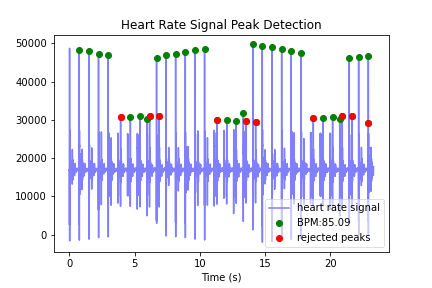 Heart Rate Signal Peak Detection
50000
40000
30000
20000
10000
0
heart rate signal
BPM:85.09
rejected peaks
0 5 10 15 20
Time (s)